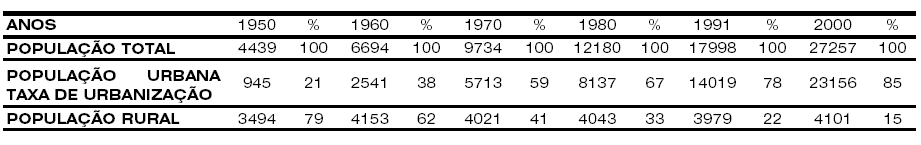 ANOS 1950 % 1960 % 1970 % 1980 % 1991 % 2000 %
POPULAÇÃO TOTAL 4439 100 6694 100 9734 100 12180 100 17998 100 27257 100
POPULAÇÃO URBANA
TAXA DE URBANIZAÇÃO 945 21 2541 38 5713 59 8137 67 14019 78 23156 85
POPULAÇÃO RURAL 3494 79 4153 62 4021 41 4043 33 3979 22 4101 15